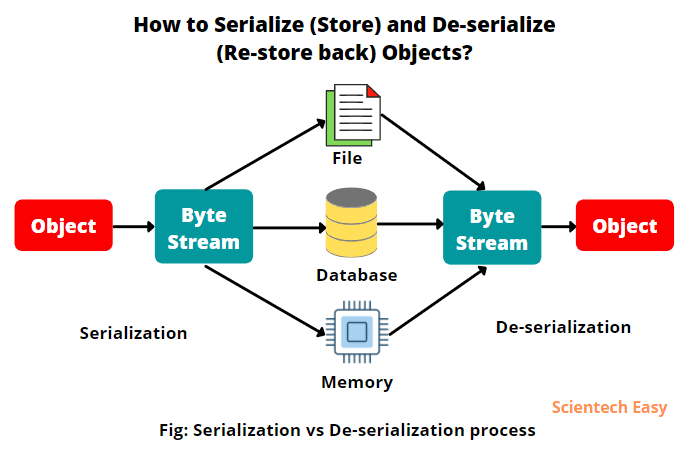 How to Serialize (Store) and De-serialize
(Re-store back) Objects?
File
Object
Byte
Stream
Database
Byte
Stream
Object
Serialization
De-serialization
Memory
Scientech Easy
Fig: Serialization vs De-serialization process